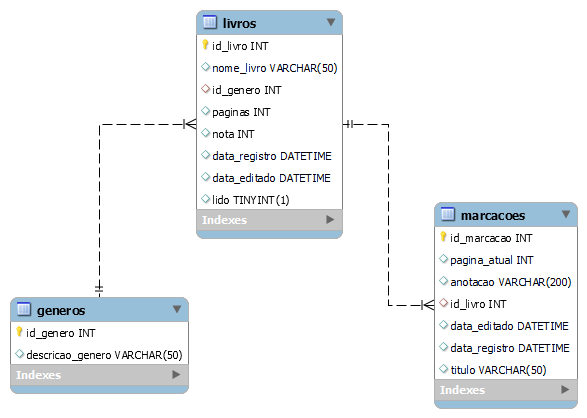 livros
id_livro INT
nome_livro VARCHAR(50)
id_genero INT
paginas INT
nota INT
data_registro DATETIME
data_editado DATETIME
lido TINYINT(1)
Indexes
generos
id_genero INT
descricao_genero VARCHAR(50)
Indexes
marcacoes
id_marcacao INT
pagina_atual INT
anotacao VARCHAR(200)
id_livro INT
data_editado DATETIME
data_registro DATETIME
titulo VARCHAR(50)
Indexes